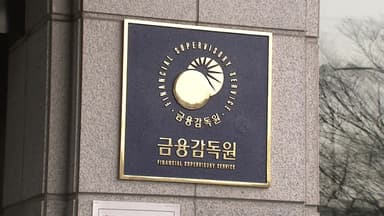 FINANCIAL SUPERVISORY SERVICE
·금융감독원·
금융감독원
FINANCIAL SUPERVISORY SERVICE